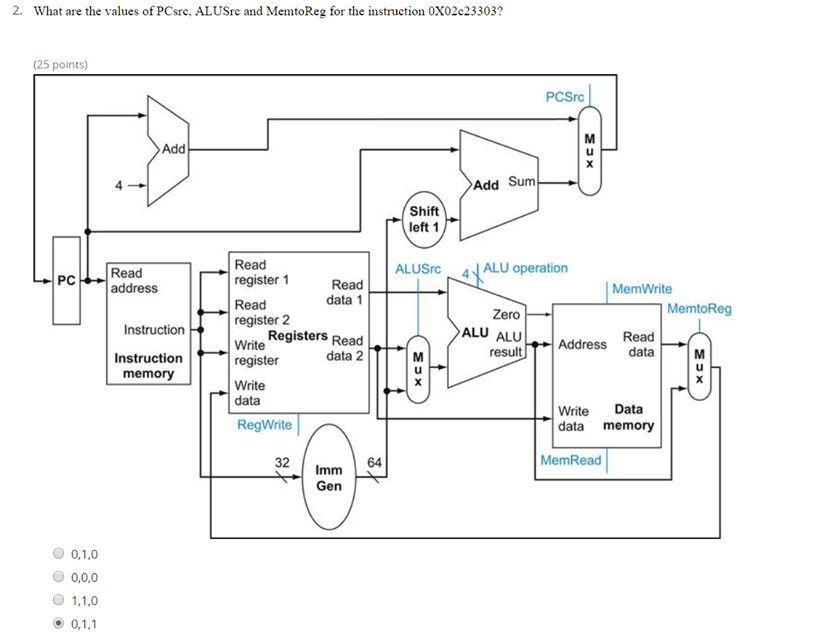 2. What are the values of PCsrc, ALUSrc and MemtoReg for the instruction 0X02c23303?
(25 points)
PCSrc
Mux
Add
4
Add Sum
Shift
left 1
PC
Read
address
Instruction
Instruction
memory
Read
register 1
Read
data 1
Read
register 2
Registers
Write
register
Read
data 2
Write
data
RegWrite
ALUSrc
Mux
4
ALU operation
Zero
ALU
ALU
result
MemWrite
MemtoReg
Address
Read
data
Mux
Write
data
Data
memory
MemRead
32
Imm
Gen
64
0,1,0
0,0,0
1,1,0
0,1,1